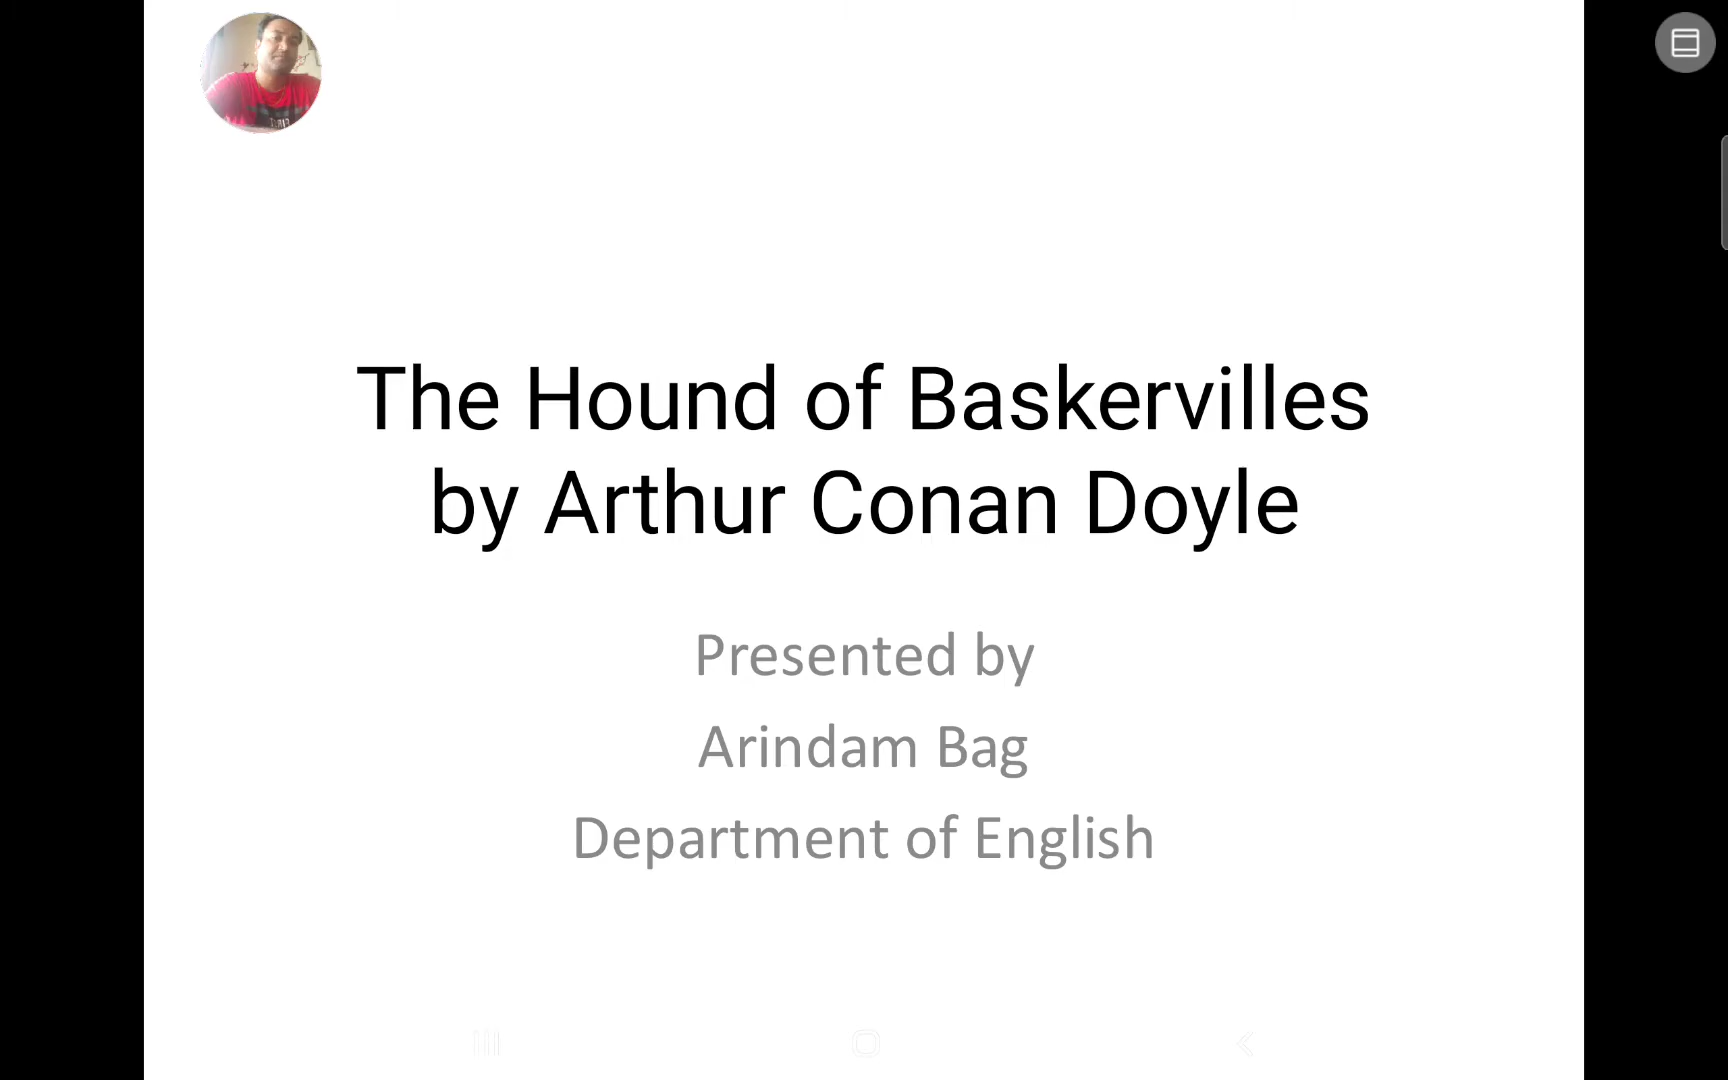 The Hound of Baskervilles
by Arthur Conan Doyle
Presented by
Arindam Bag
Department of English